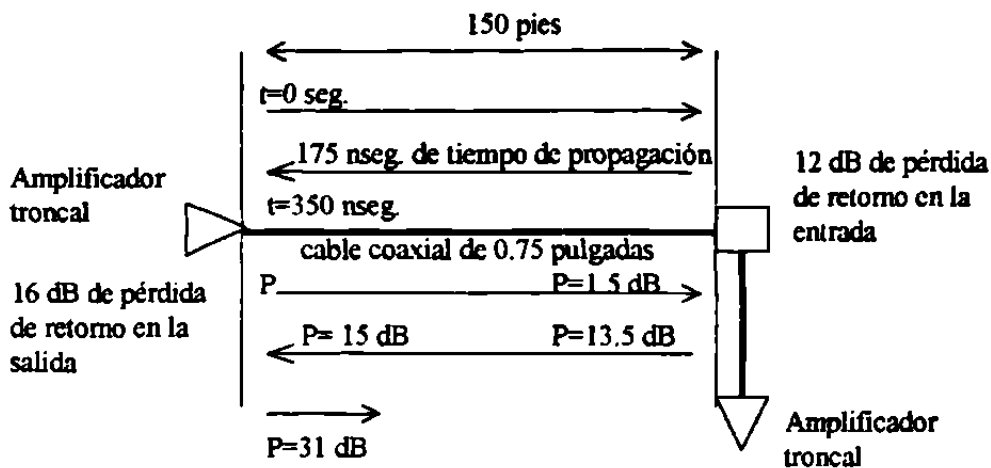 150 pies
t=0 seg.
175 nseg. de tiempo de propagación
Amplificador
troncal
12 dB de pérdida
de retorno en la
entrada
t=350 nseg.
cable coaxial de 0.75 pulgadas
16 dB de pérdida
de retorno en la
salida
P
P=1.5 dB
P= 15 dB
P=13.5 dB
P=31 dB
Amplificador
troncal